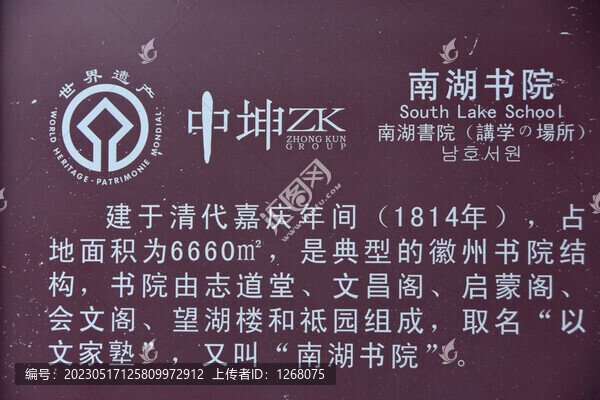 世界遗产
WORLD HERITAGE · PATRIMOINE MONDIAL
中坤 ZK
ZHONG KUN
GROUP
南湖书院
South Lake School
南湖書院（講学の場所）
남호서원
建于清代嘉庆年间（1814年），占
地面积为6660㎡，是典型的徽州书院结
构，书院由志道堂、文昌阁、启蒙阁、
会文阁、望湖楼和祗园组成，取名“以
文家塾”，又叫“南湖书院”。
编号：20230517125809972912 上传者ID：1268075